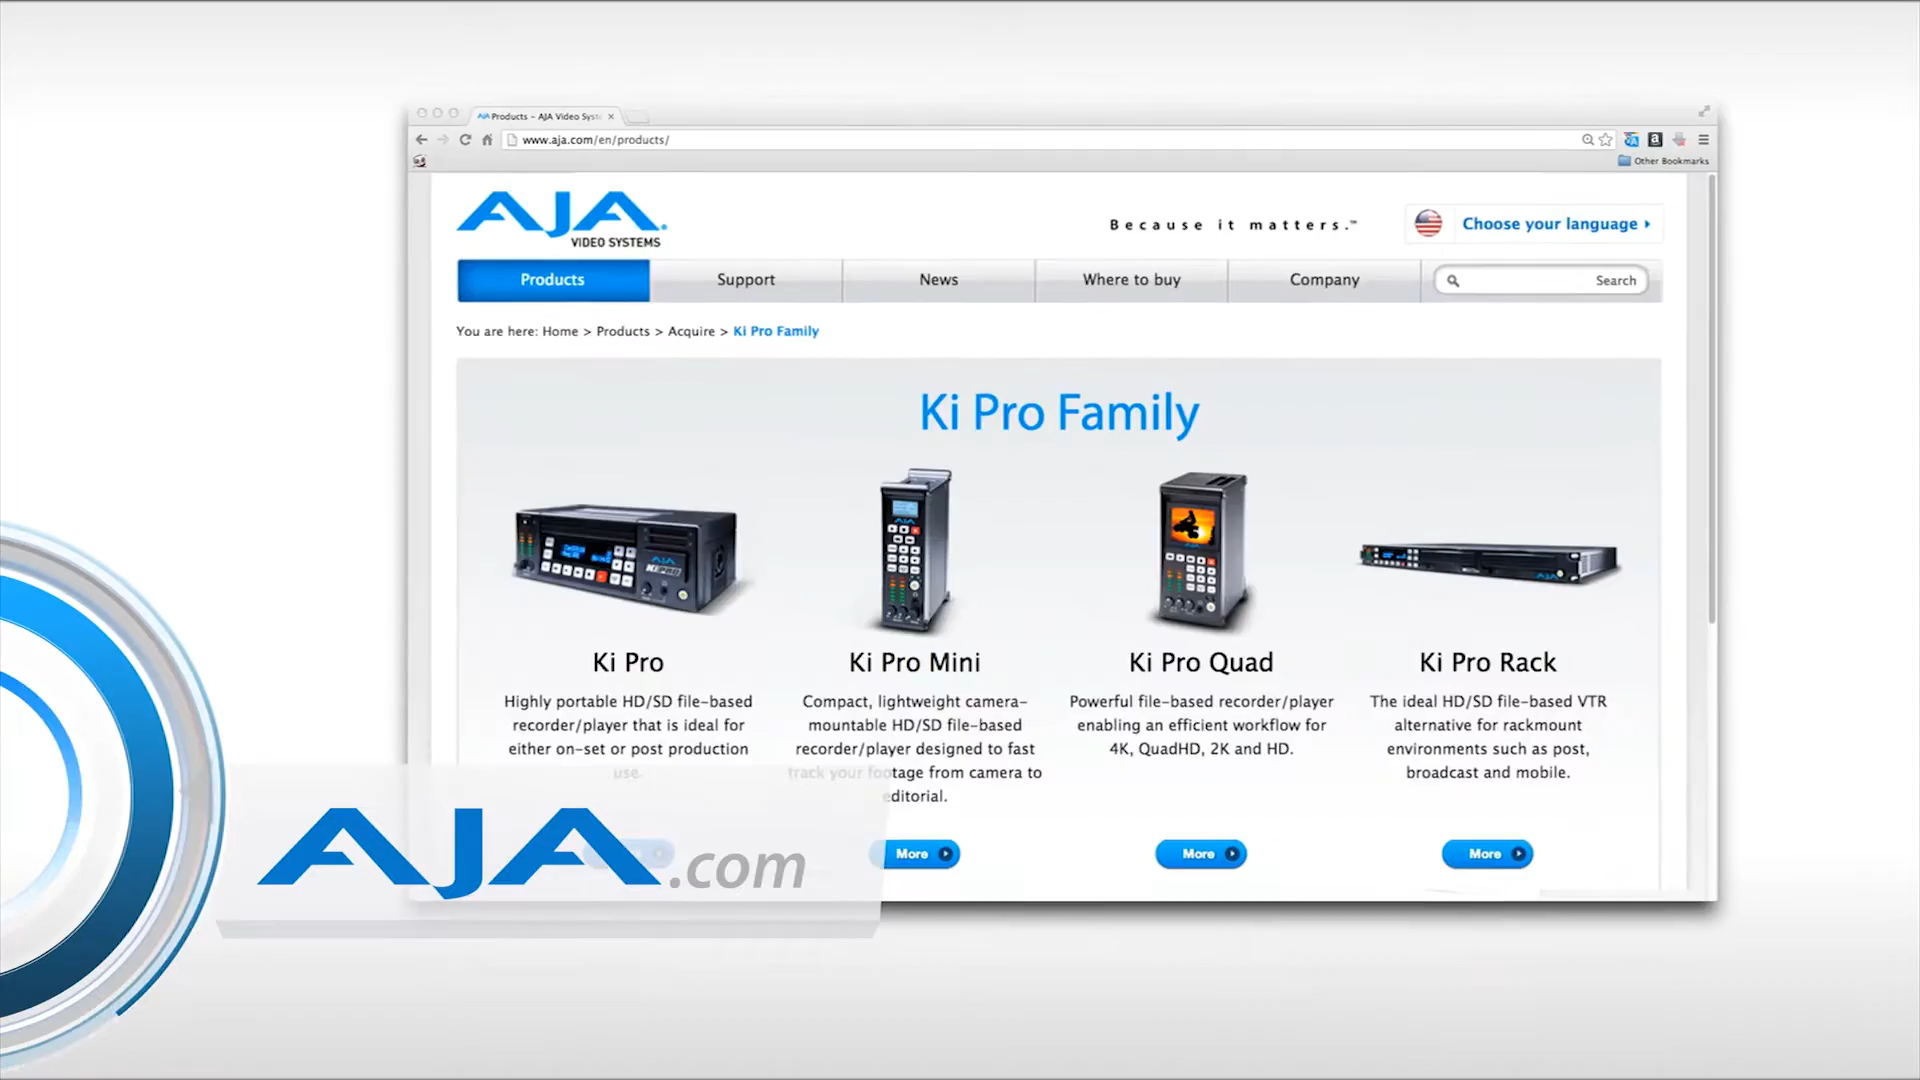 AJA Products – AJA Video Syst
www.aja.com/en/products/
Other Bookmarks
AJA
VIDEO SYSTEMS
Because it matters.™
Choose your language
Products
Support
News
Where to buy
Company
Search
You are here: Home > Products > Acquire > Ki Pro Family
Ki Pro Family
Ki Pro
Highly portable HD/SD file-based
recorder/player that is ideal for
either on-set or post production
use.
Ki Pro Mini
Compact, lightweight camera-
mountable HD/SD file-based
recorder/player designed to fast
track your footage from camera to
editorial.
Ki Pro Quad
Powerful file-based recorder/player
enabling an efficient workflow for
4K, QuadHD, 2K and HD.
Ki Pro Rack
The ideal HD/SD file-based VTR
alternative for rackmount
environments such as post,
broadcast and mobile.
More
More
More
AJA.com